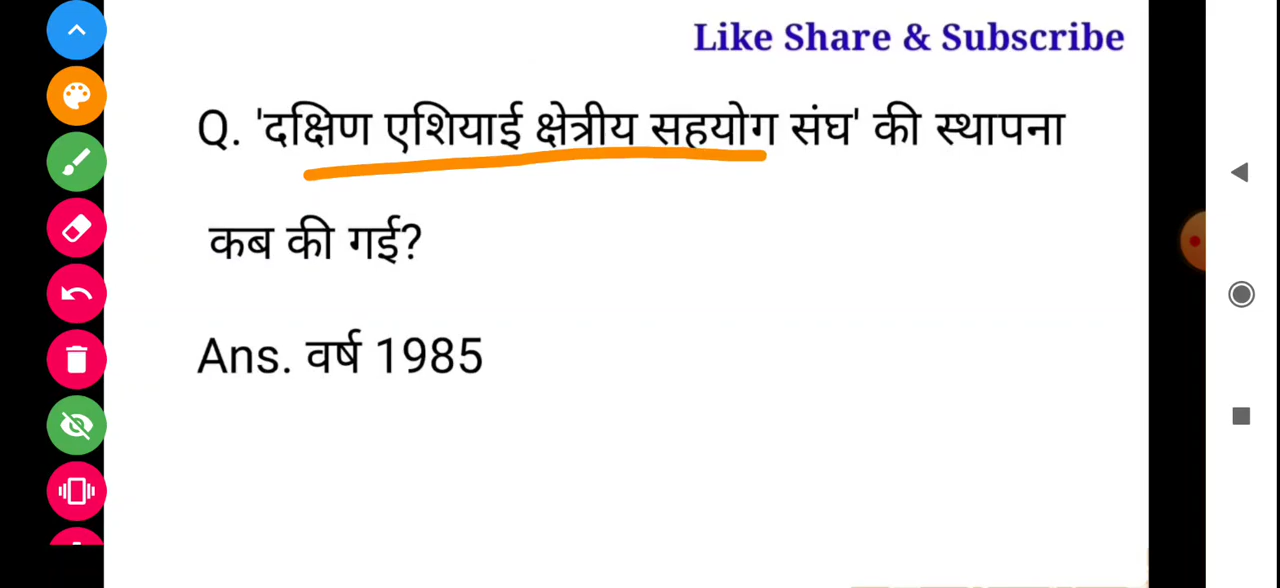 Like Share & Subscribe
Q. 'दक्षिण एशियाई क्षेत्रीय सहयोग संघ' की स्थापना
कब की गई?
Ans. वर्ष 1985